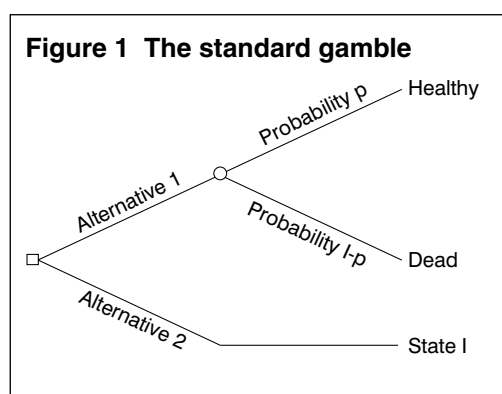 Figure 1 The standard gamble
Probability p
Healthy
Alternative 1
Probability I-p
Dead
Alternative 2
State I